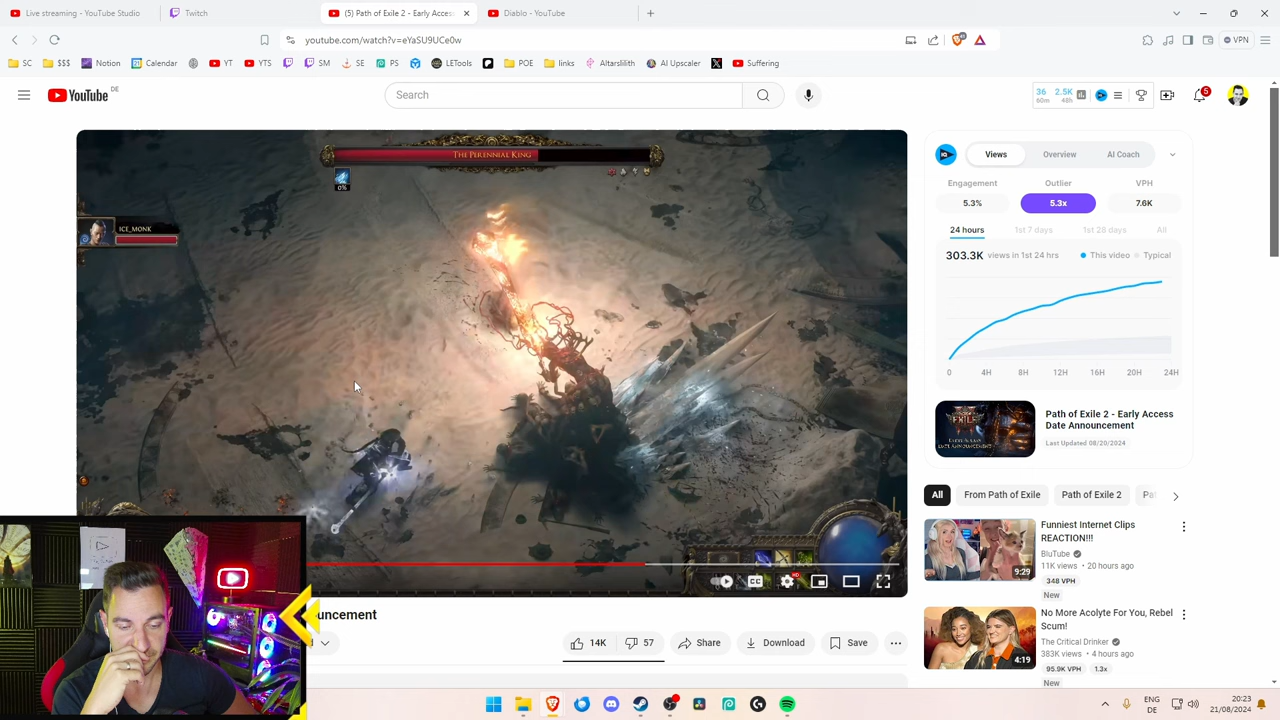 Live streaming - YouTube Studio
Twitch
(5) Path of Exile 2 - Early Access
Diablo - YouTube
youtube.com/watch?v=eYaSU9UCe0w
VPN
SC
$$$
Notion
Calendar
YT
YTS
SM
SE
PS
LETools
POE
links
Altarslilith
AI Upscaler
Suffering
YouTube DE
Search
36 2.5K
60m 48h
5
THE PERENNIAL KING
0%
ICE_MONK
Views Overview AI Coach
Engagement Outlier VPH
5.3% 5.3x 7.6K
24 hours 1st 7 days 1st 28 days All
303.3K views in 1st 24 hrs This video Typical
0 4H 8H 12H 16H 20H 24H
Path of Exile 2 - Early Access
Date Announcement
Last Updated 08/20/2024
All From Path of Exile Path of Exile 2
Funniest Internet Clips
REACTION!!!
BluTube
11K views • 20 hours ago
348 VPH
New
9:29
No More Acolyte For You, Rebel
Scum!
The Critical Drinker
383K views • 4 hours ago
95.9K VPH 1.3x
New
4:19
CC
HD
uncement
14K 57 Share Download Save
ENG
DE
20:23
21/08/2024